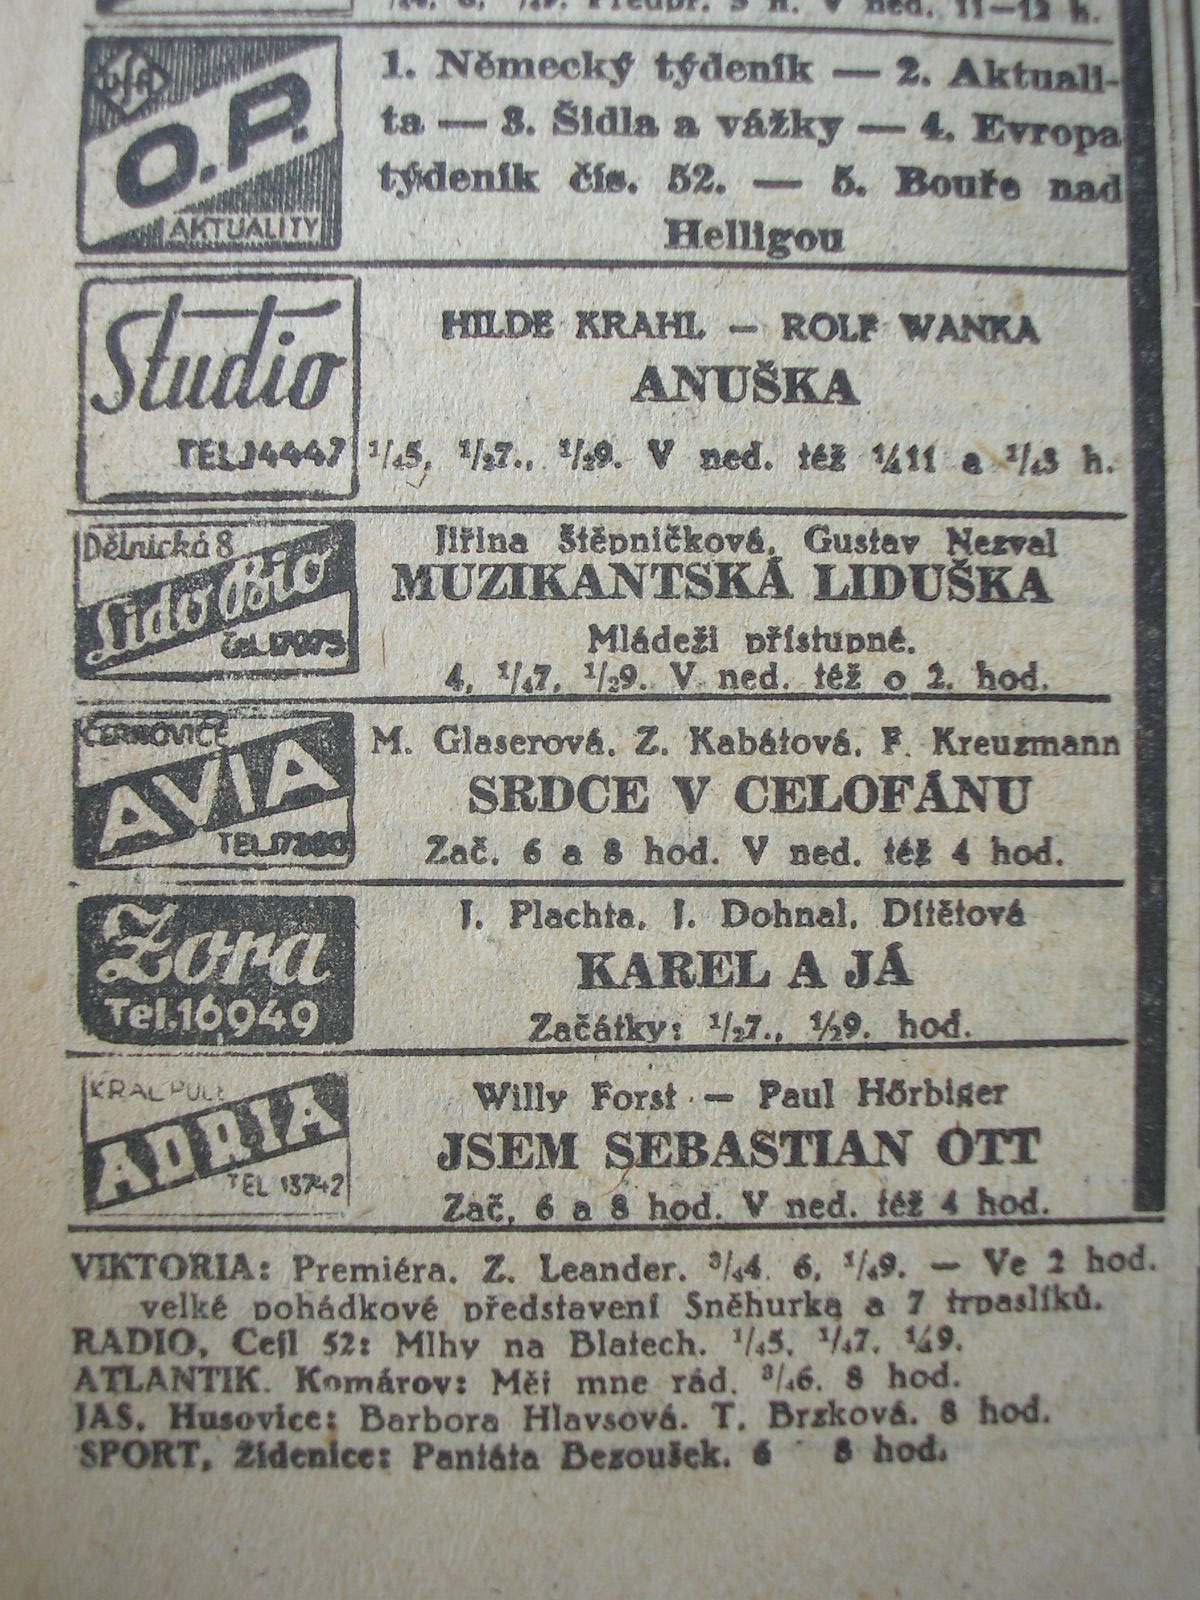 Ufa
O.P.
AKTUALITY
1. Německý týdeník — 2. Aktuali-
ta — 3. Šídla a vážky — 4. Evropa
týdeník čís. 52. — 5. Bouře nad
Helligou
Studio
TEL.14447
HILDE KRAHL — ROLF WANKA
ANUŠKA
¼5, ½7., ½9. V ned. též ¼11 a ¼3 h.
Dělnická 8
Lido Bio
Jiřina Štěpničková, Gustav Nezval
MUZIKANTSKÁ LIDUŠKA
Mládeži přístupné.
4, ¼7, ½9. V ned. též o 2. hod.
ČERNOVICE
AVIA
M. Glaserová, Z. Kabátová, F. Kreuzmann
SRDCE V CELOFÁNU
Zač. 6 a 8 hod. V ned. též 4 hod.
Zora
Tel.16949
J. Plachta, J. Dohnal, Dítětová
KAREL A JÁ
Začátky: ½7., ½9. hod.
KRÁL. POLE
ADRIA
TEL 13742
Willy Forst — Paul Hörbiger
JSEM SEBASTIAN OTT
Zač. 6 a 8 hod. V ned. též 4 hod.
VIKTORIA: Premiéra. Z. Leander. ¾4, 6, ¼9. — Ve 2 hod.
velké pohádkové představení Sněhurka a 7 trpaslíků.
RADIO, Cejl 52: Mlhy na Blatech. ¼5, ¼7, ¼9.
ATLANTIK. Komárov: Měj mne rád. ¾6, 8 hod.
JAS, Husovice: Barbora Hlavsová. T. Brzková. 8 hod.
SPORT, Židenice: Pantáta Bezoušek. 6 8 hod.